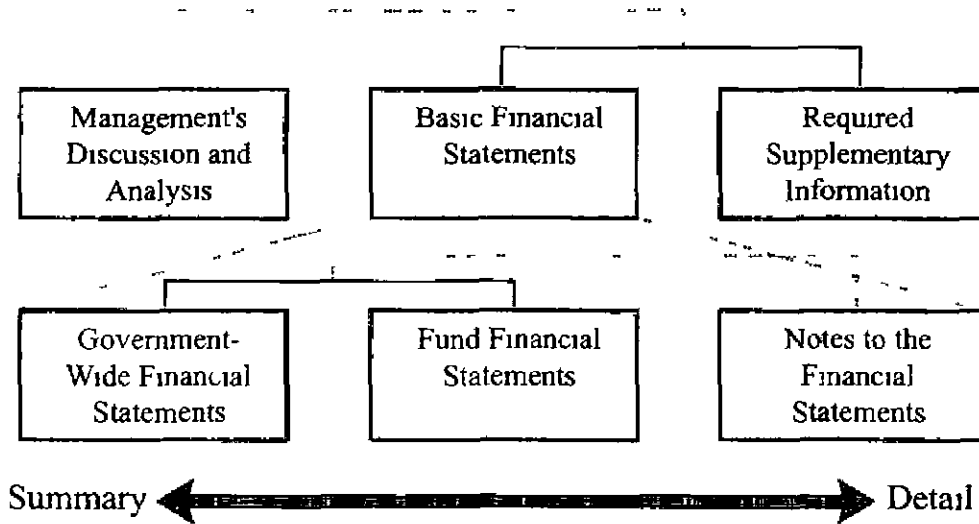 Management's
Discussion and
Analysis
Basic Financial
Statements
Required
Supplementary
Information
Government-
Wide Financial
Statements
Fund Financial
Statements
Notes to the
Financial
Statements
Summary
Detail